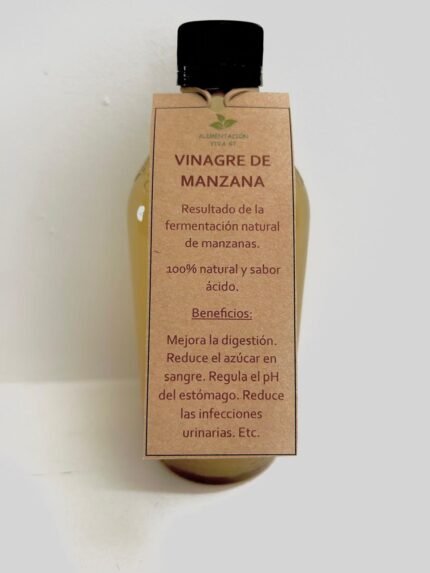 ALIMENTACIÓN
VIVA GT
VINAGRE DE
MANZANA
Resultado de la
fermentación natural
de manzanas.
100% natural y sabor
ácido.
Beneficios:
Mejora la digestión.
Reduce el azúcar en
sangre. Regula el pH
del estómago. Reduce
las infecciones
urinarias. Etc.